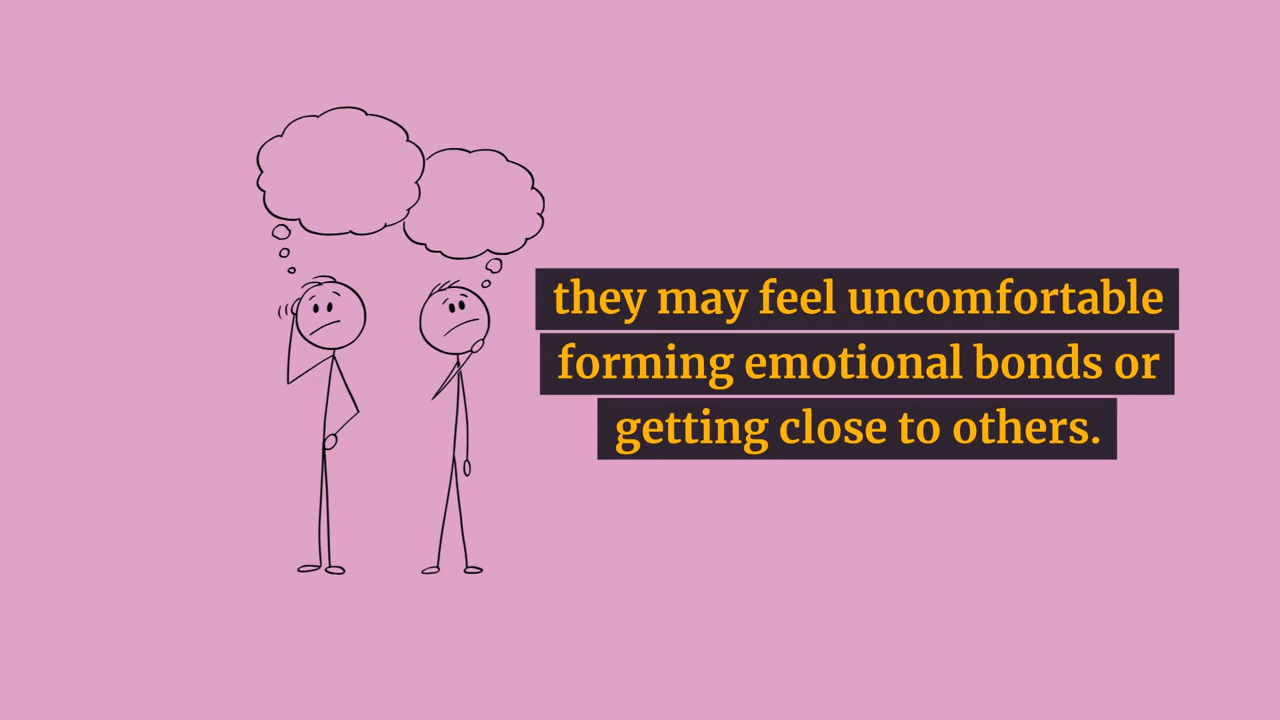 they may feel uncomfortable
forming emotional bonds or
getting close to others.